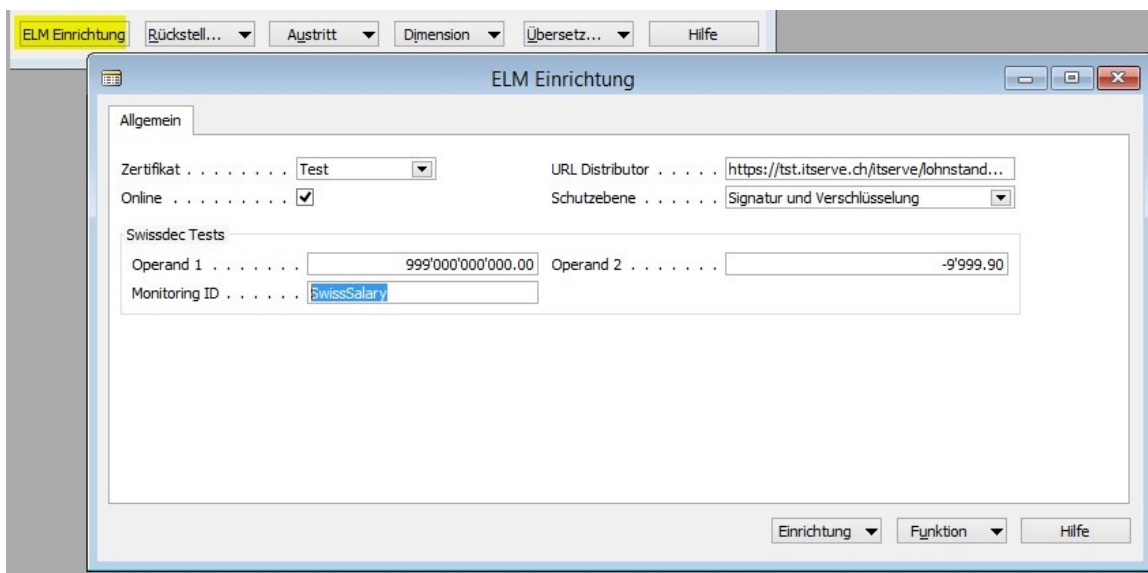 ELM Einrichtung Rückstell... Austritt Dimension Übersetz... Hilfe
ELM Einrichtung
Allgemein
Zertifikat . . . . . . . . Test URL Distributor . . . . . https://tst.itserve.ch/itserve/lohnstand...
Online . . . . . . . . . Schutzebene . . . . . . Signatur und Verschlüsselung
Swissdec Tests
Operand 1 . . . . . . . 999'000'000'000.00 Operand 2 . . . . . . . -9'999.90
Monitoring ID . . . . . . SwissSalary
Einrichtung Funktion Hilfe